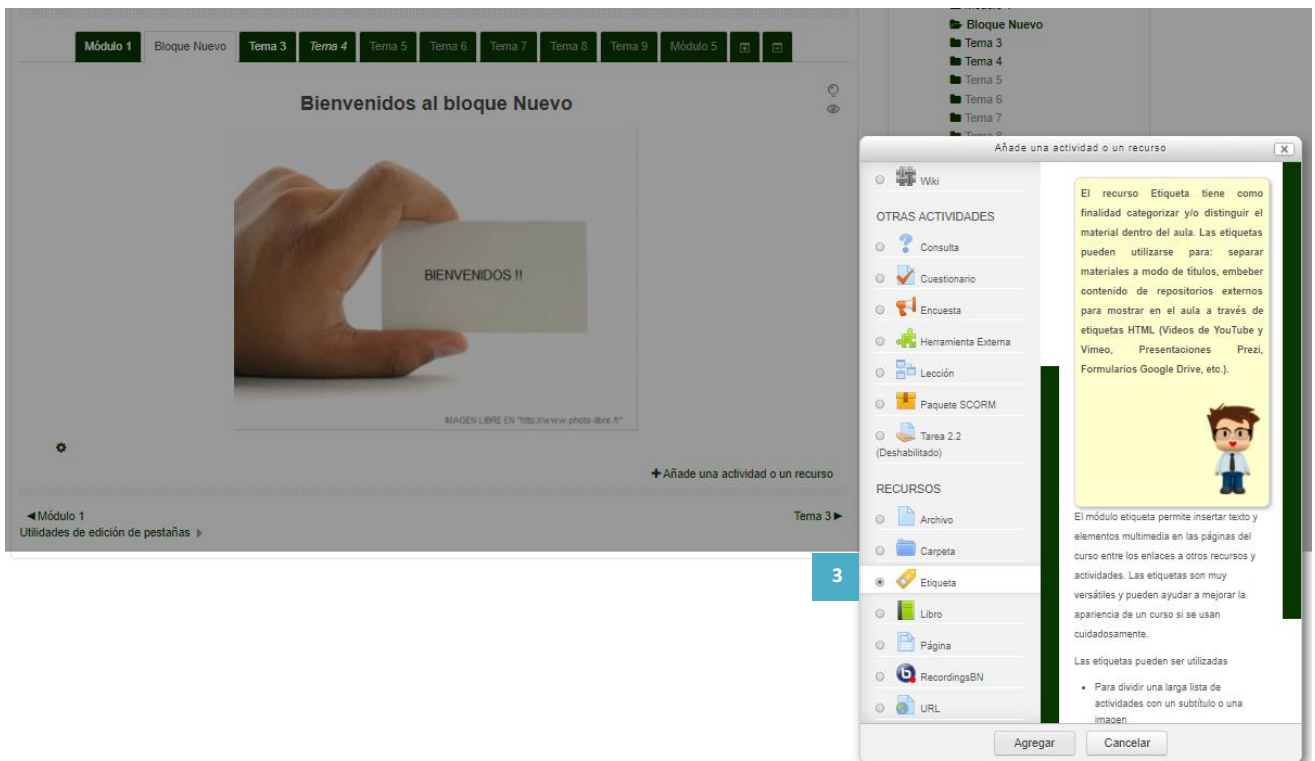 Módulo 1
Bloque Nuevo
Tema 3
Tema 4
Tema 5
Tema 6
Tema 7
Tema 8
Tema 9
Módulo 5
Bienvenidos al bloque Nuevo
BIENVENIDOS !!
IMAGEN LIBRE EN "http://www.photo-libre.fr"
+Añade una actividad o un recurso
◄Módulo 1
Tema 3►
Utilidades de edición de pestañas
Bloque Nuevo
Tema 3
Tema 4
Tema 5
Tema 6
Tema 7
Añade una actividad o un recurso
Wiki
OTRAS ACTIVIDADES
Consulta
Cuestionario
Encuesta
Herramienta Externa
Lección
Paquete SCORM
Tarea 2.2
(Deshabilitado)
RECURSOS
Archivo
Carpeta
3
Etiqueta
Libro
Página
RecordingsBN
URL
El recurso Etiqueta tiene como
finalidad categorizar y/o distinguir el
material dentro del aula. Las etiquetas
pueden utilizarse para: separar
materiales a modo de títulos, embeber
contenido de repositorios externos
para mostrar en el aula a través de
etiquetas HTML (Videos de YouTube y
Vimeo, Presentaciones Prezi,
Formularios Google Drive, etc.).
El módulo etiqueta permite insertar texto y
elementos multimedia en las páginas del
curso entre los enlaces a otros recursos y
actividades. Las etiquetas son muy
versátiles y pueden ayudar a mejorar la
apariencia de un curso si se usan
cuidadosamente.
Las etiquetas pueden ser utilizadas
• Para dividir una larga lista de
actividades con un subtítulo o una
imagen
Agregar
Cancelar